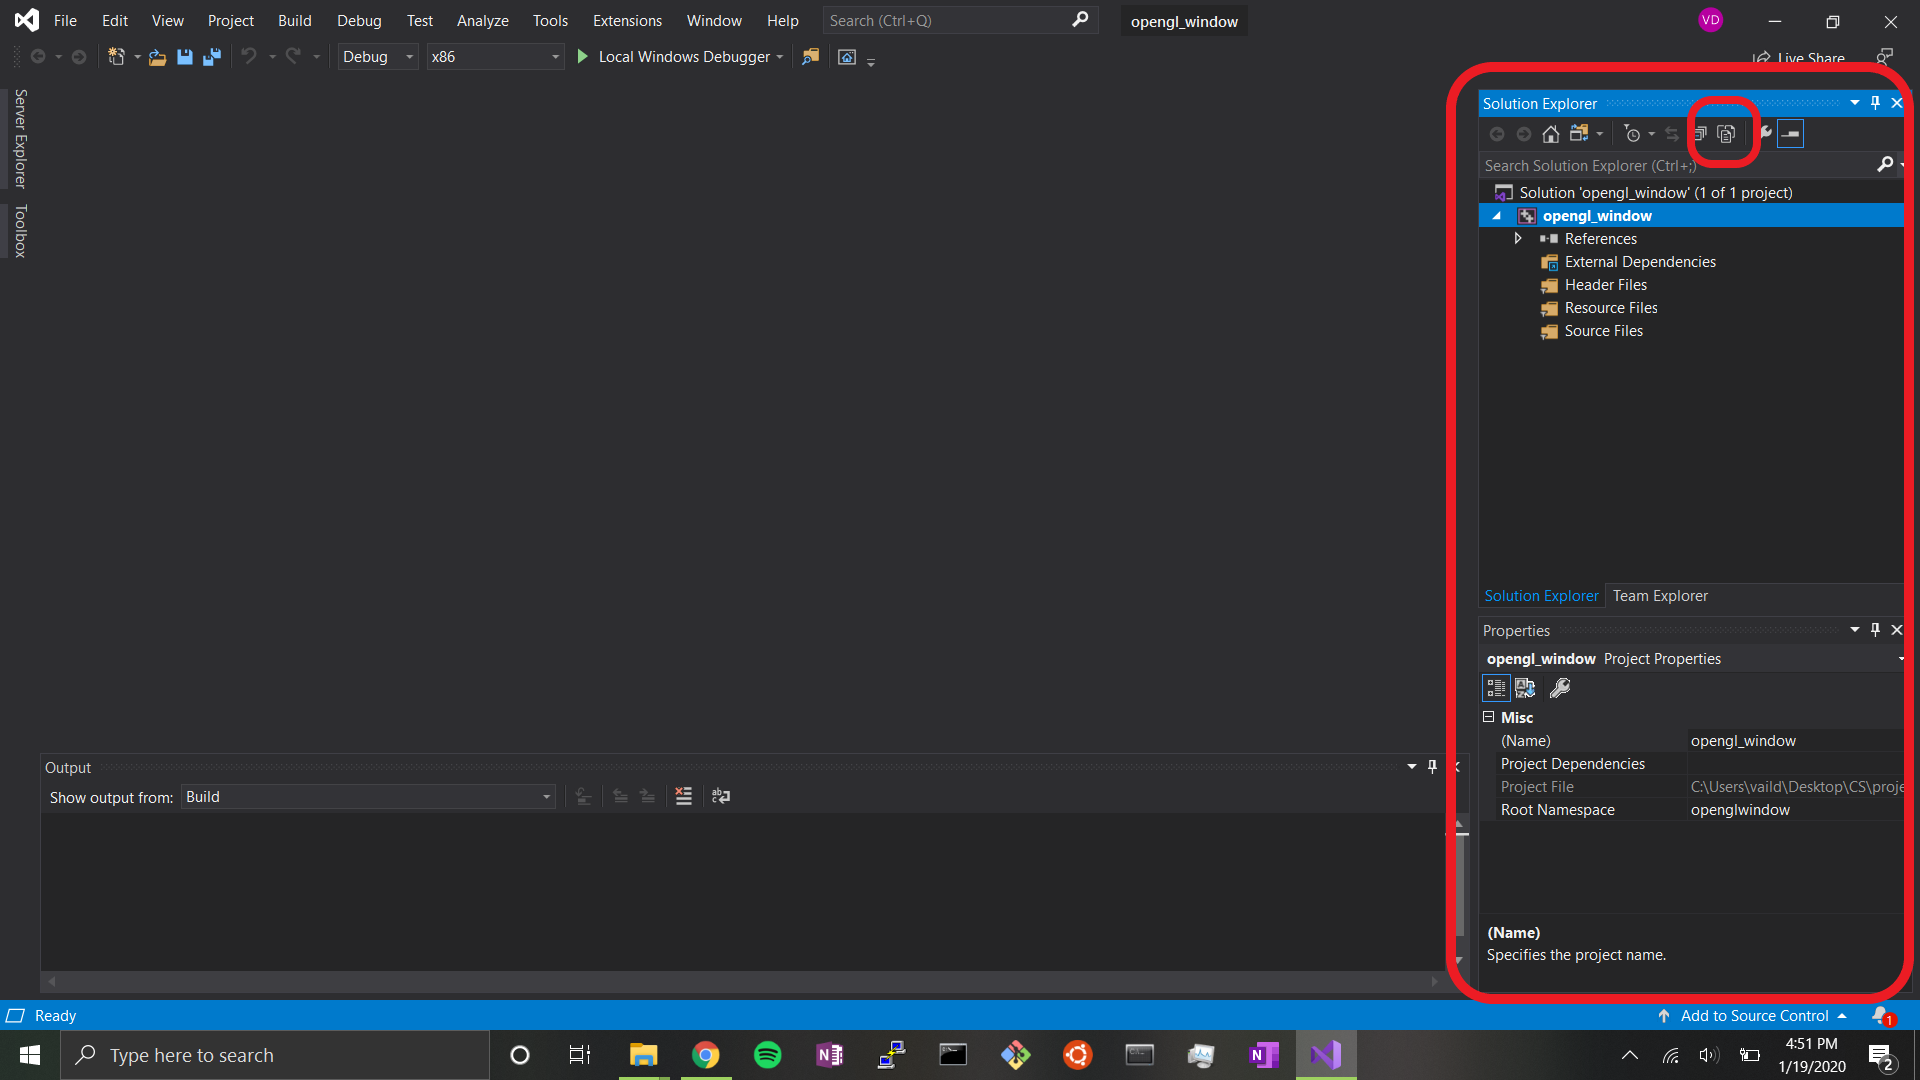 File Edit View Project Build Debug Test Analyze Tools Extensions Window Help Search (Ctrl+Q) opengl_window VD
Debug x86 Local Windows Debugger Live Share
Server Explorer
Toolbox
Solution Explorer
Search Solution Explorer (Ctrl+;)
Solution 'opengl_window' (1 of 1 project)
opengl_window
References
External Dependencies
Header Files
Resource Files
Source Files
Solution Explorer Team Explorer
Properties
opengl_window Project Properties
Misc
(Name) opengl_window
Project Dependencies
Project File C:\Users\vaild\Desktop\CS\proje
Root Namespace openglwindow
(Name)
Specifies the project name.
Output
Show output from: Build
Ready
Add to Source Control 1
Type here to search
4:51 PM
1/19/2020
2